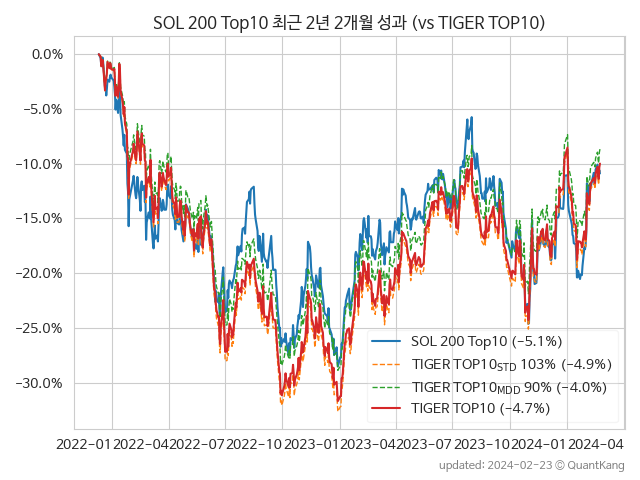 SOL 200 Top10 최근 2년 2개월 성과 (vs TIGER TOP10)
0.0%
−5.0%
−10.0%
−15.0%
−20.0%
−25.0%
−30.0%
SOL 200 Top10 (−5.1%)
TIGER TOP10STD 103% (−4.9%)
TIGER TOP10MDD 90% (−4.0%)
TIGER TOP10 (−4.7%)
2022-01 2022-04 2022-07 2022-10 2023-01 2023-04 2023-07 2023-10 2024-01 2024-04
updated: 2024-02-23 © QuantKang